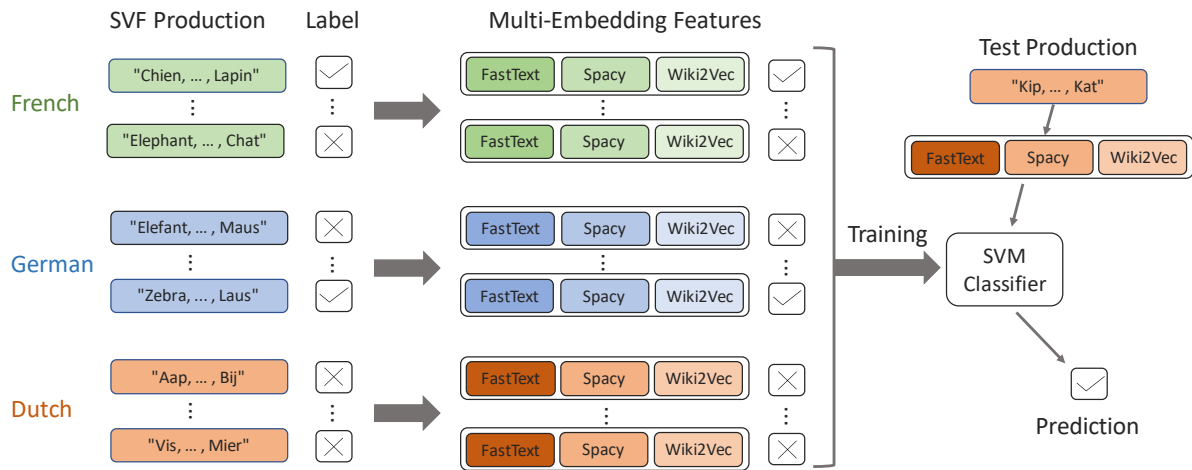 SVF Production
Label
Multi-Embedding Features
Test Production
French
"Chien, ... , Lapin"
"Elephant, ... , Chat"
FastText Spacy Wiki2Vec
FastText Spacy Wiki2Vec
German
"Elefant, ... , Maus"
"Zebra, ... , Laus"
FastText Spacy Wiki2Vec
FastText Spacy Wiki2Vec
Dutch
"Aap, ... , Bij"
"Vis, ... , Mier"
FastText Spacy Wiki2Vec
FastText Spacy Wiki2Vec
Training
"Kip, ... , Kat"
FastText Spacy Wiki2Vec
SVM
Classifier
Prediction